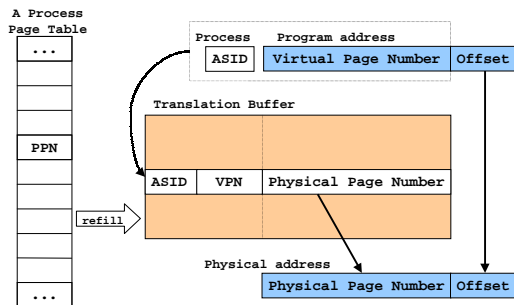 A Process
Page Table
...
PPN
...
Process
Program address
ASID
Virtual Page Number
Offset
Translation Buffer
ASID
VPN
Physical Page Number
refill
Physical address
Physical Page Number
Offset